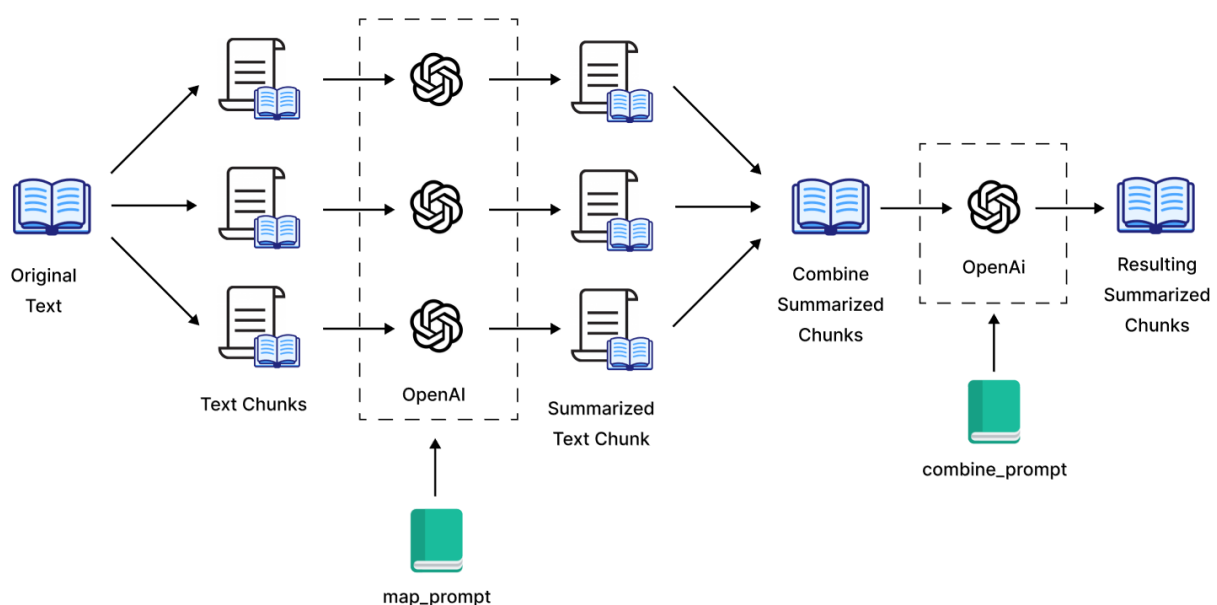 Original
Text
Text Chunks
OpenAI
map_prompt
Summarized
Text Chunk
Combine
Summarized
Chunks
OpenAi
combine_prompt
Resulting
Summarized
Chunks